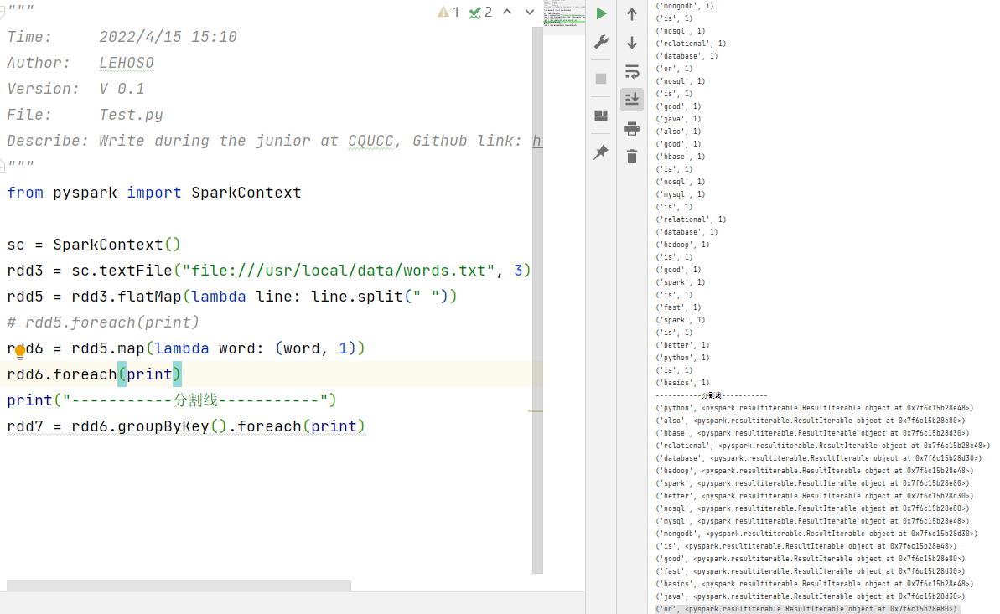 """
Time:      2022/4/15 15:10
Author:    LEHOSO
Version:   V 0.1
File:      Test.py
Describe: Write during the junior at CQUCC, Github link: h
"""
from pyspark import SparkContext
sc = SparkContext()
rdd3 = sc.textFile("file:///usr/local/data/words.txt", 3)
rdd5 = rdd3.flatMap(lambda line: line.split(" "))
# rdd5.foreach(print)
rdd6 = rdd5.map(lambda word: (word, 1))
rdd6.foreach(print)
print("-----------分割线-----------")
rdd7 = rdd6.groupByKey().foreach(print)
1 2
('mongodb', 1)
('is', 1)
('nosql', 1)
('relational', 1)
('database', 1)
('or', 1)
('nosql', 1)
('is', 1)
('good', 1)
('java', 1)
('also', 1)
('good', 1)
('hbase', 1)
('is', 1)
('nosql', 1)
('mysql', 1)
('is', 1)
('relational', 1)
('database', 1)
('hadoop', 1)
('is', 1)
('good', 1)
('spark', 1)
('is', 1)
('fast', 1)
('spark', 1)
('is', 1)
('better', 1)
('python', 1)
('is', 1)
('basics', 1)
-----------分割线-----------
('python', <pyspark.resultiterable.ResultIterable object at 0x7f6c15b28e48>)
('also', <pyspark.resultiterable.ResultIterable object at 0x7f6c15b28e80>)
('hbase', <pyspark.resultiterable.ResultIterable object at 0x7f6c15b28d30>)
('relational', <pyspark.resultiterable.ResultIterable object at 0x7f6c15b28e48>)
('database', <pyspark.resultiterable.ResultIterable object at 0x7f6c15b28d30>)
('hadoop', <pyspark.resultiterable.ResultIterable object at 0x7f6c15b28e48>)
('spark', <pyspark.resultiterable.ResultIterable object at 0x7f6c15b28e80>)
('better', <pyspark.resultiterable.ResultIterable object at 0x7f6c15b28d30>)
('nosql', <pyspark.resultiterable.ResultIterable object at 0x7f6c15b28e80>)
('mysql', <pyspark.resultiterable.ResultIterable object at 0x7f6c15b28e48>)
('mongodb', <pyspark.resultiterable.ResultIterable object at 0x7f6c15b28d30>)
('is', <pyspark.resultiterable.ResultIterable object at 0x7f6c15b28e48>)
('good', <pyspark.resultiterable.ResultIterable object at 0x7f6c15b28e80>)
('fast', <pyspark.resultiterable.ResultIterable object at 0x7f6c15b28d30>)
('basics', <pyspark.resultiterable.ResultIterable object at 0x7f6c15b28e48>)
('java', <pyspark.resultiterable.ResultIterable object at 0x7f6c15b28d30>)
('or', <pyspark.resultiterable.ResultIterable object at 0x7f6c15b28e80>)